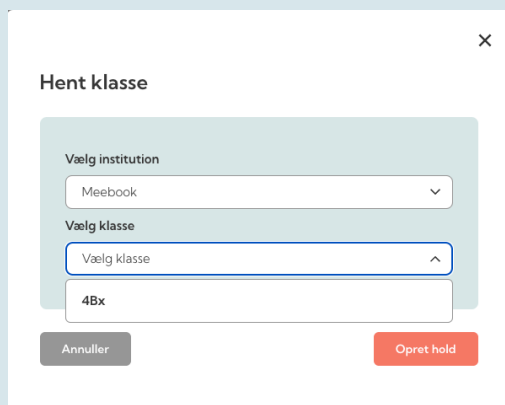 Hent klasse
Vælg institution
Meebook
Vælg klasse
Vælg klasse
4Bx
Annuller
Opret hold